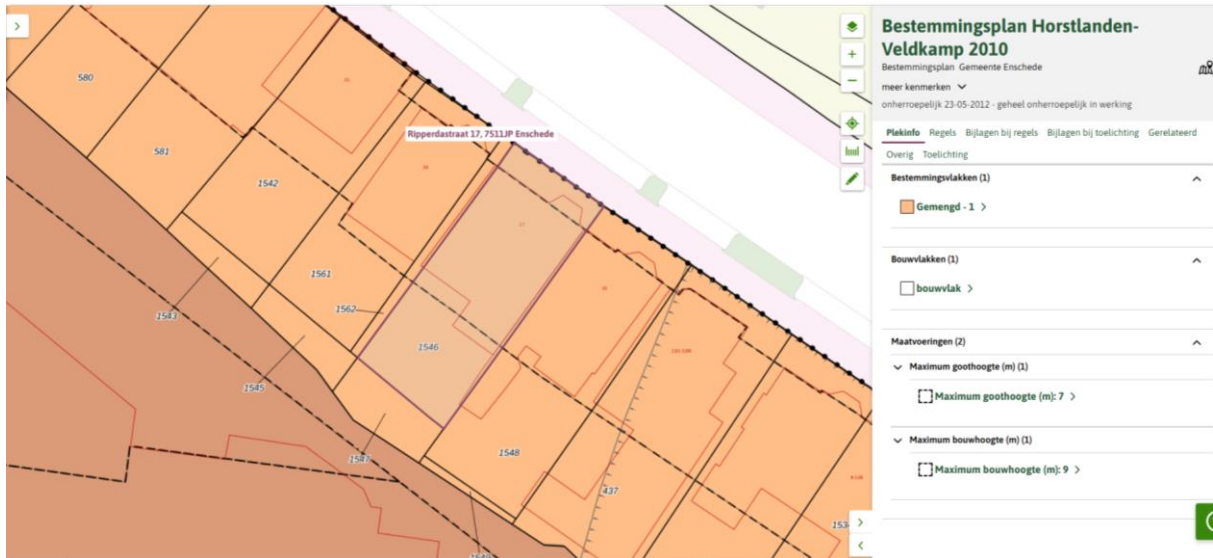 580
581
1542
Ripperdastraat 17, 7511JP Enschede
17
1561
1562
1543
1546
1545
1548
1547
437
Bestemmingsplan Horstlanden-
Veldkamp 2010
Bestemmingsplan Gemeente Enschede
meer kenmerken
onherroepelijk 23-05-2012 - geheel onherroepelijk in werking
Plekinfo Regels Bijlagen bij regels Bijlagen bij toelichting Gerelateerd
Overig Toelichting
Bestemmingsvlakken (1)
Gemengd - 1 >
Bouwvlakken (1)
bouwvlak >
Maatvoeringen (2)
Maximum goothoogte (m) (1)
Maximum goothoogte (m): 7 >
Maximum bouwhoogte (m) (1)
Maximum bouwhoogte (m): 9 >